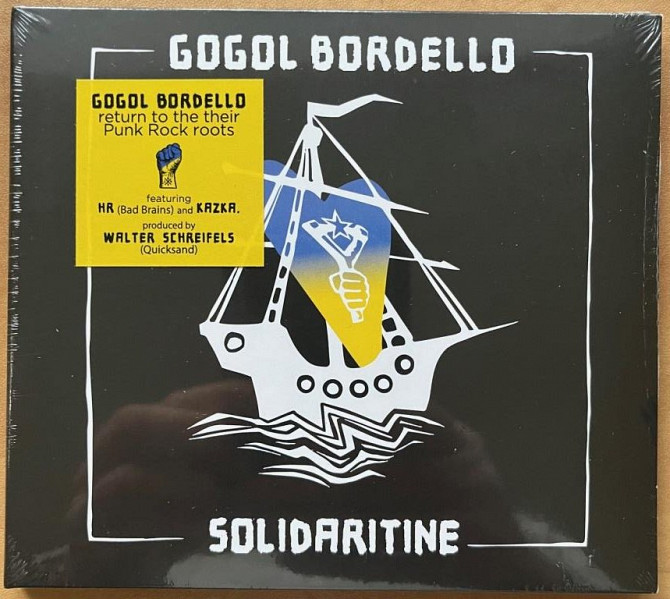 GOGOL BORDELLO
GOGOL BORDELLO
return to the their
Punk Rock roots
featuring
HR (Bad Brains) and KAZKA.
produced by
WALTER SCHREIFELS
(Quicksand)
SOLIDARITINE